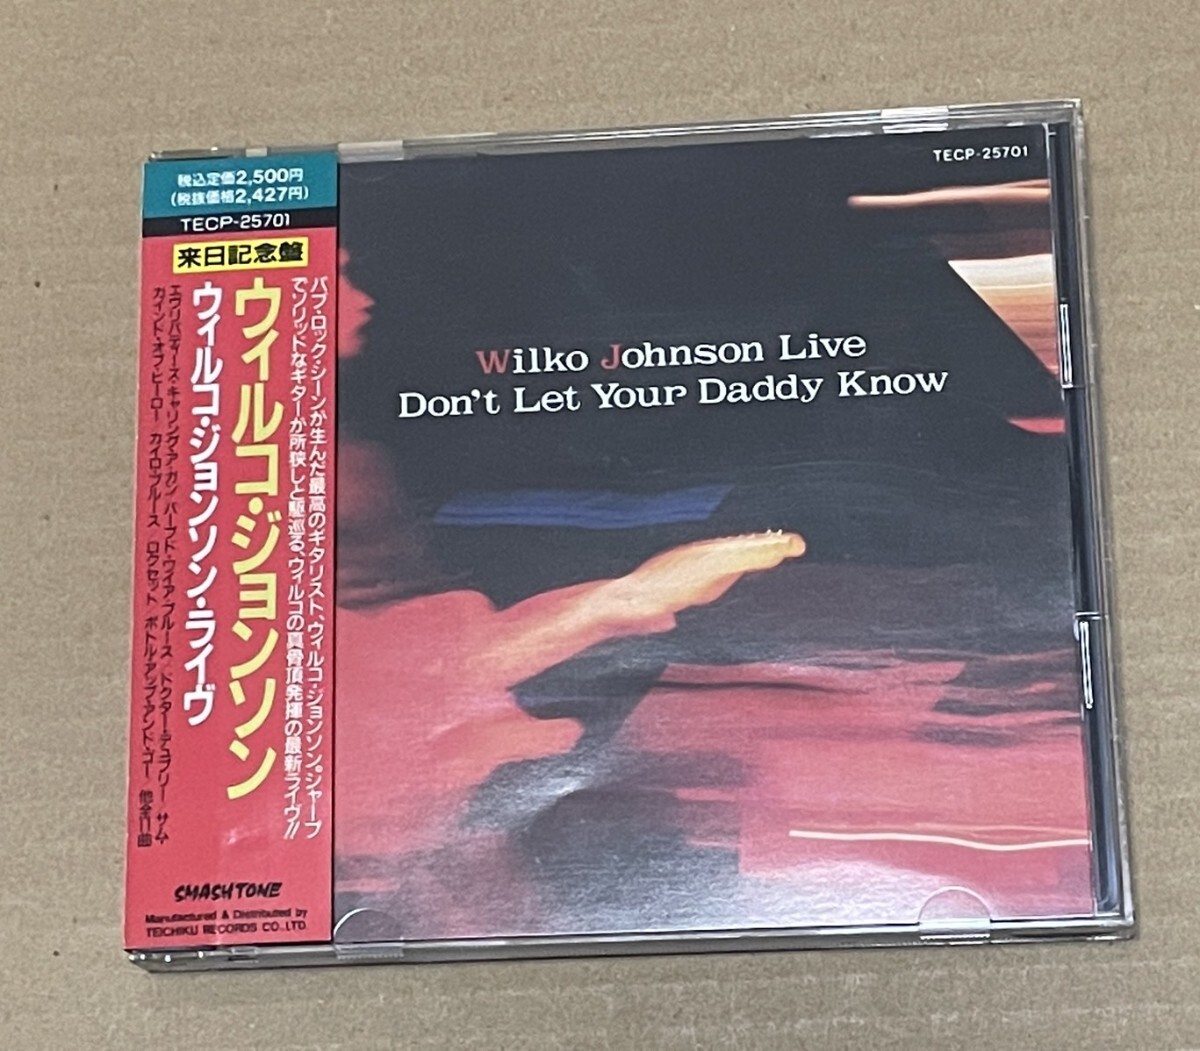 税込定価2,500円
(税抜価格2,427円)
TECP-25701
来日記念盤
パブ・ロック・シーンが生んだ最高のギタリスト、ウィルコ・ジョンソン。シャープ
でソリッドなギターが所狭しと駆巡る、ウィルコの真骨頂発揮の最新ライヴ!!
ウィルコ・ジョンソン
ウィルコ・ジョンソン・ライヴ
エヴリバディーズ・キャリング・ア・ガン/バーブド・ワイア・ブルース/ドクター・デュプリー/サム・
カインド・オブ・ヒーロー/カイロ・ブルース/ロクセット/ボトル・アップ・アンド・ゴー/他全11曲
SMASH TONE
Manufactured & Distributed by
TEICHIKU RECORDS CO., LTD.
TECP-25701
Wilko Johnson Live
Don't Let Your Daddy Know